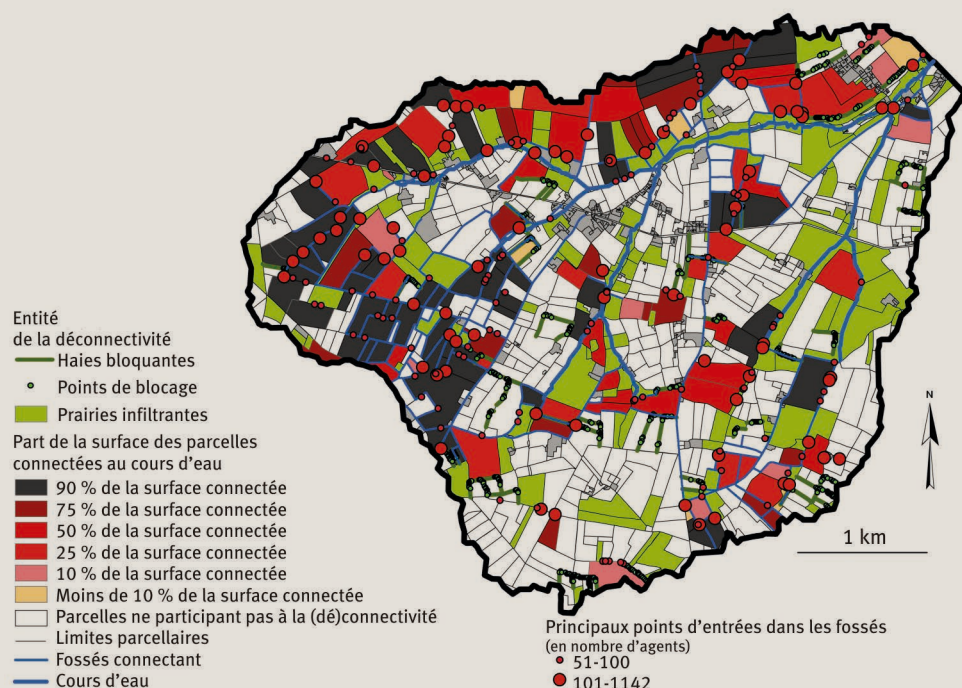 Entité
de la déconnectivité
Haies bloquantes
Points de blocage
Prairies infiltrantes
Part de la surface des parcelles
connectées au cours d'eau
90 % de la surface connectée
75 % de la surface connectée
50 % de la surface connectée
25 % de la surface connectée
10 % de la surface connectée
Moins de 10 % de la surface connectée
Parcelles ne participant pas à la (dé)connectivité
Limites parcellaires
Fossés connectant
Cours d'eau
N
1 km
Principaux points d'entrées dans les fossés
(en nombre d'agents)
51-100
101-1142